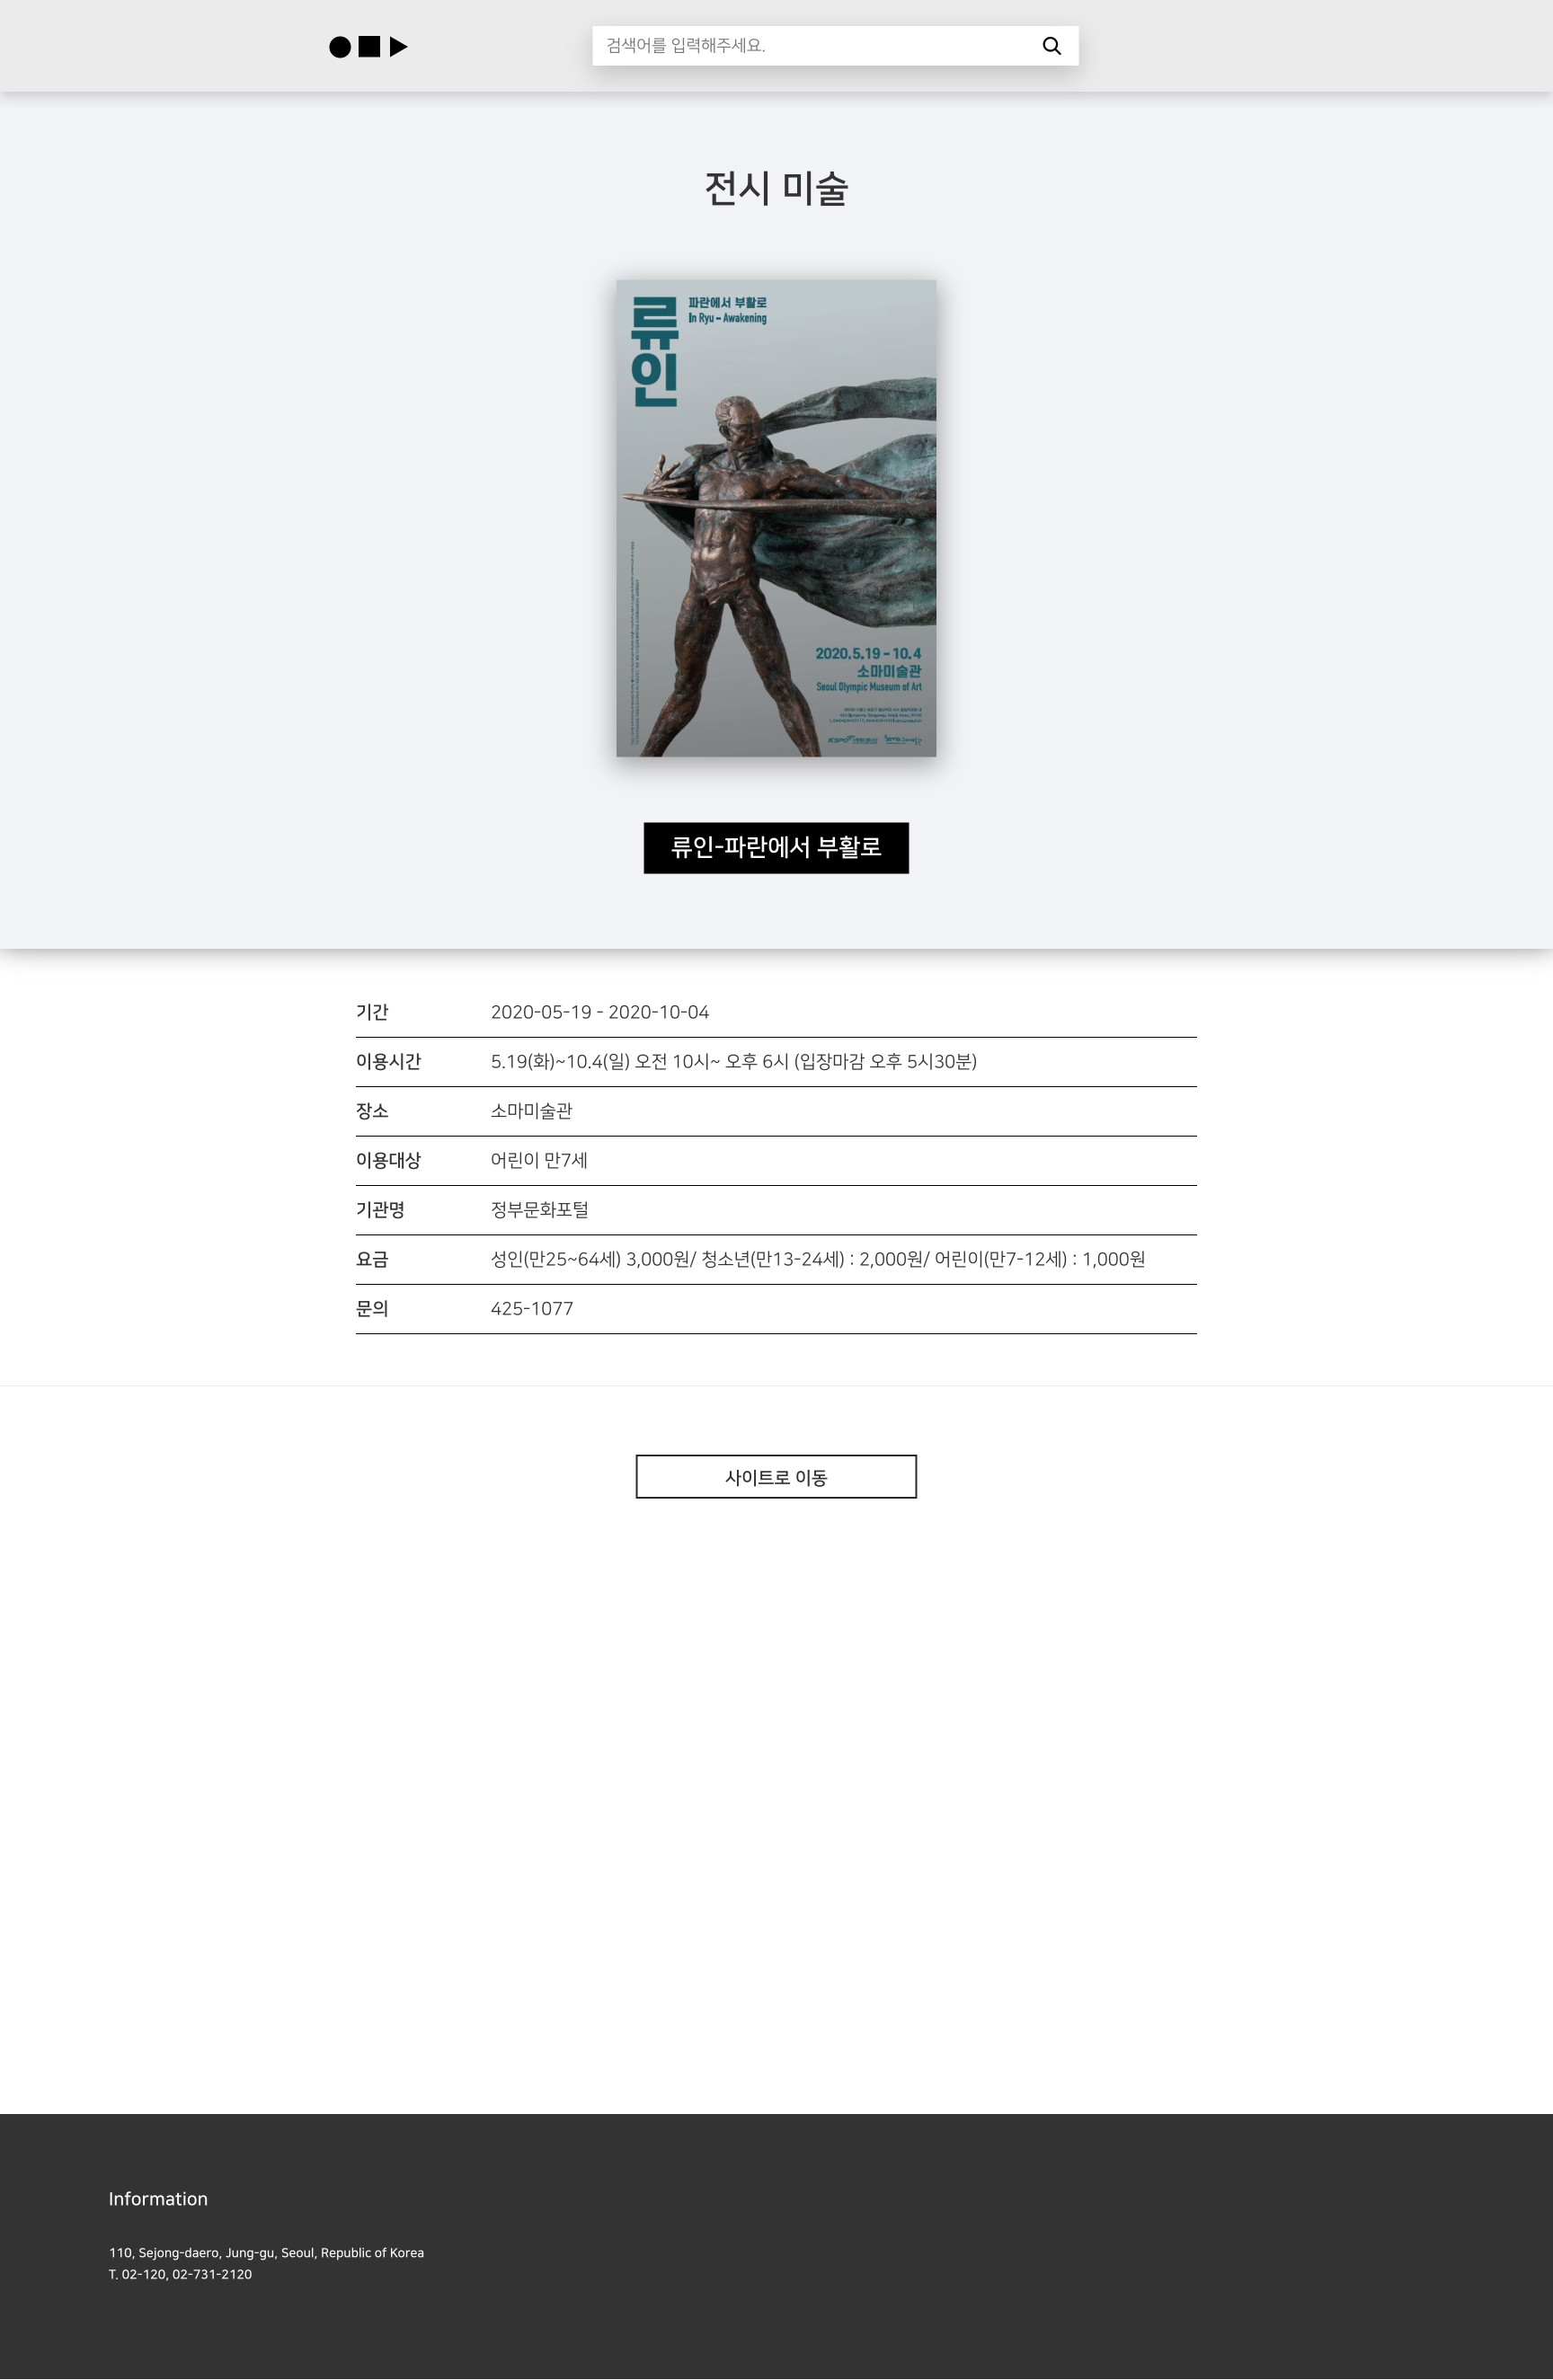 검색어를 입력해주세요.
전시 미술
류인
파란에서 부활로
In Ryu - Awakening
2020.5.19 - 10.4
소마미술관
Seoul Olympic Museum of Art
류인-파란에서 부활로
기간 2020-05-19 - 2020-10-04
이용시간 5.19(화)~10.4(일) 오전 10시~ 오후 6시 (입장마감 오후 5시30분)
장소 소마미술관
이용대상 어린이 만7세
기관명 정부문화포털
요금 성인(만25~64세) 3,000원/ 청소년(만13-24세) : 2,000원/ 어린이(만7-12세) : 1,000원
문의 425-1077
사이트로 이동
Information
110, Sejong-daero, Jung-gu, Seoul, Republic of Korea
T. 02-120, 02-731-2120